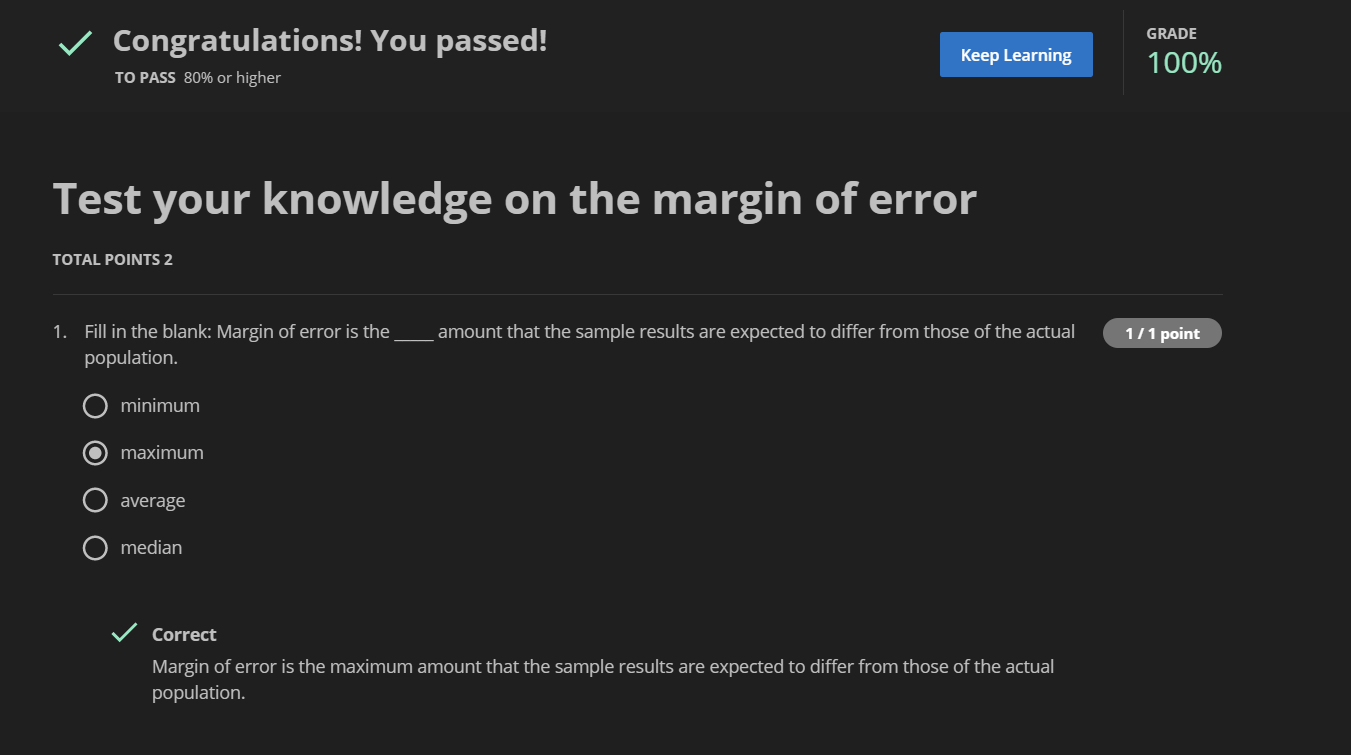 Congratulations! You passed!
TO PASS 80% or higher
Keep Learning
GRADE
100%
Test your knowledge on the margin of error
TOTAL POINTS 2
1. Fill in the blank: Margin of error is the _____ amount that the sample results are expected to differ from those of the actual
population.
1 / 1 point
minimum
maximum
average
median
Correct
Margin of error is the maximum amount that the sample results are expected to differ from those of the actual
population.